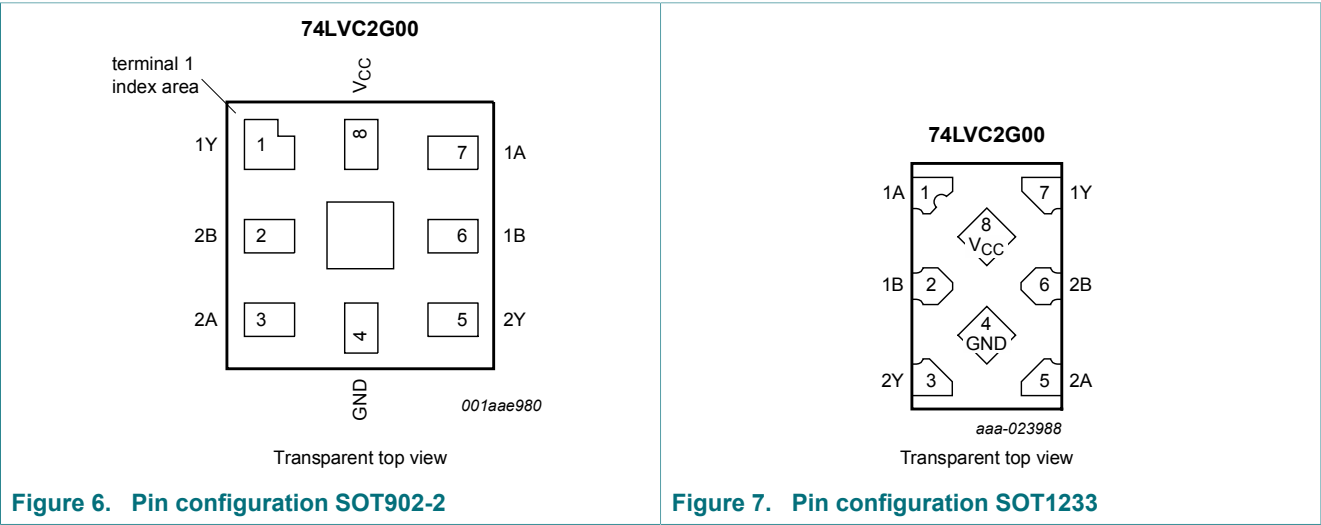 74LVC2G00
terminal 1
index area
VCC
1Y 1 8 7 1A
2B 2 6 1B
2A 3 4 5 2Y
GND
001aae980
Transparent top view
Figure 6. Pin configuration SOT902-2
74LVC2G00
1A 1 7 1Y
8
VCC
1B 2 6 2B
4
GND
2Y 3 5 2A
aaa-023988
Transparent top view
Figure 7. Pin configuration SOT1233